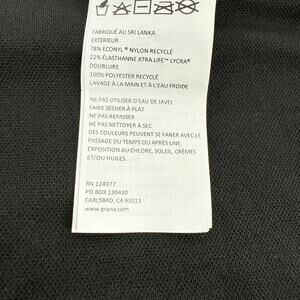 FABRIQUÉ AU SRI LANKA
EXTÉRIEUR
78% ECONYL® NYLON RECYCLÉ
22% ÉLASTHANNE XTRA LIFE™ LYCRA®
DOUBLURE
100% POLYESTER RECYCLÉ
LAVAGE À LA MAIN ET À L'EAU FROIDE
NE PAS UTILISER D'EAU DE JAVEL
FAIRE SÉCHER À PLAT
NE PAS REPASSER
NE PAS NETTOYER À SEC
DES COULEURS PEUVENT SE FANER AVEC LE
PASSAGE DU TEMPS OU APRÈS UNE
EXPOSITION AU CHLORE, SOLEIL, CRÈMES
ET/OU HUILES.
RN 124977
PO BOX 130430
CARLSBAD, CA 92013
www.prana.com